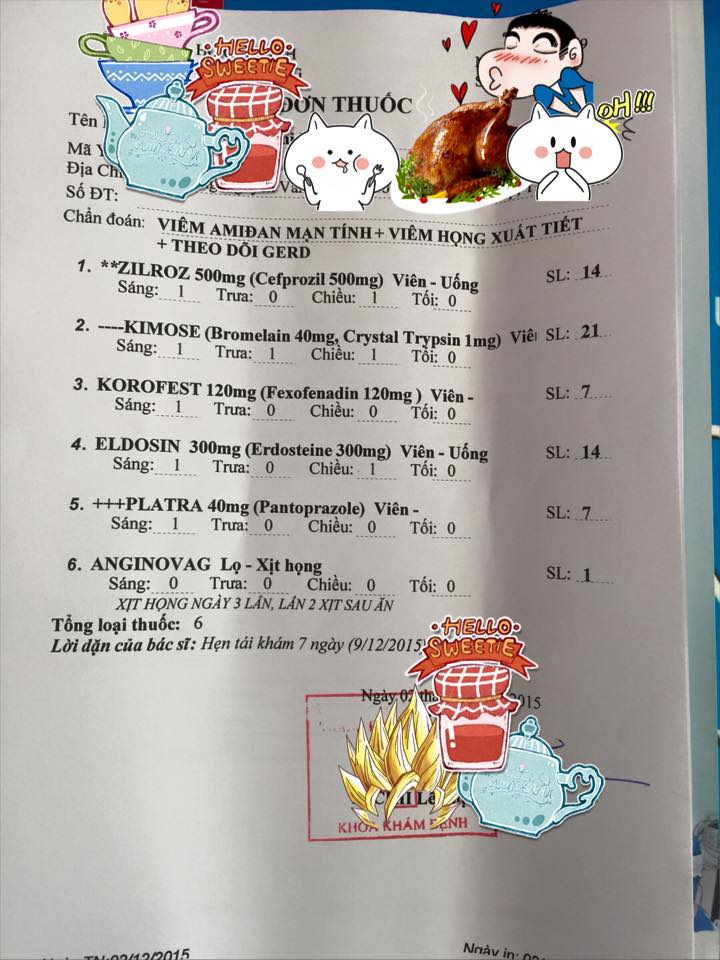 HELLO
SWEETIE
ĐƠN THUỐC
Tên
Mã Y
Địa Chỉ
Số ĐT:
OH!!!
Chẩn đoán: VIÊM AMIĐAN MẠN TÍNH + VIÊM HỌNG XUẤT TIẾT
+ THEO DÕI GERD
1. **ZILROZ 500mg (Cefprozil 500mg) Viên - Uống SL: 14
Sáng: 1 Trưa: 0 Chiều: 1 Tối: 0
2. ----KIMOSE (Bromelain 40mg, Crystal Trypsin 1mg) Viê SL: 21
Sáng: 1 Trưa: 1 Chiều: 1 Tối: 0
3. KOROFEST 120mg (Fexofenadin 120mg ) Viên - SL: 7
Sáng: 1 Trưa: 0 Chiều: 0 Tối: 0
4. ELDOSIN 300mg (Erdosteine 300mg) Viên - Uống SL: 14
Sáng: 1 Trưa: 0 Chiều: 1 Tối: 0
5. +++PLATRA 40mg (Pantoprazole) Viên - SL: 7
Sáng: 1 Trưa: 0 Chiều: 0 Tối: 0
6. ANGINOVAG Lọ - Xịt họng SL: 1
Sáng: 0 Trưa: 0 Chiều: 0 Tối: 0
XỊT HỌNG NGÀY 3 LẦN, LẦN 2 XỊT SAU ĂN
Tổng loại thuốc: 6
Lời dặn của bác sĩ: Hẹn tái khám 7 ngày (9/12/2015)
HELLO
SWEETIE
Ngày 02 2015
KHOA KHÁM BỆNH
Ngày TN:02/12/2015 Ngày in: